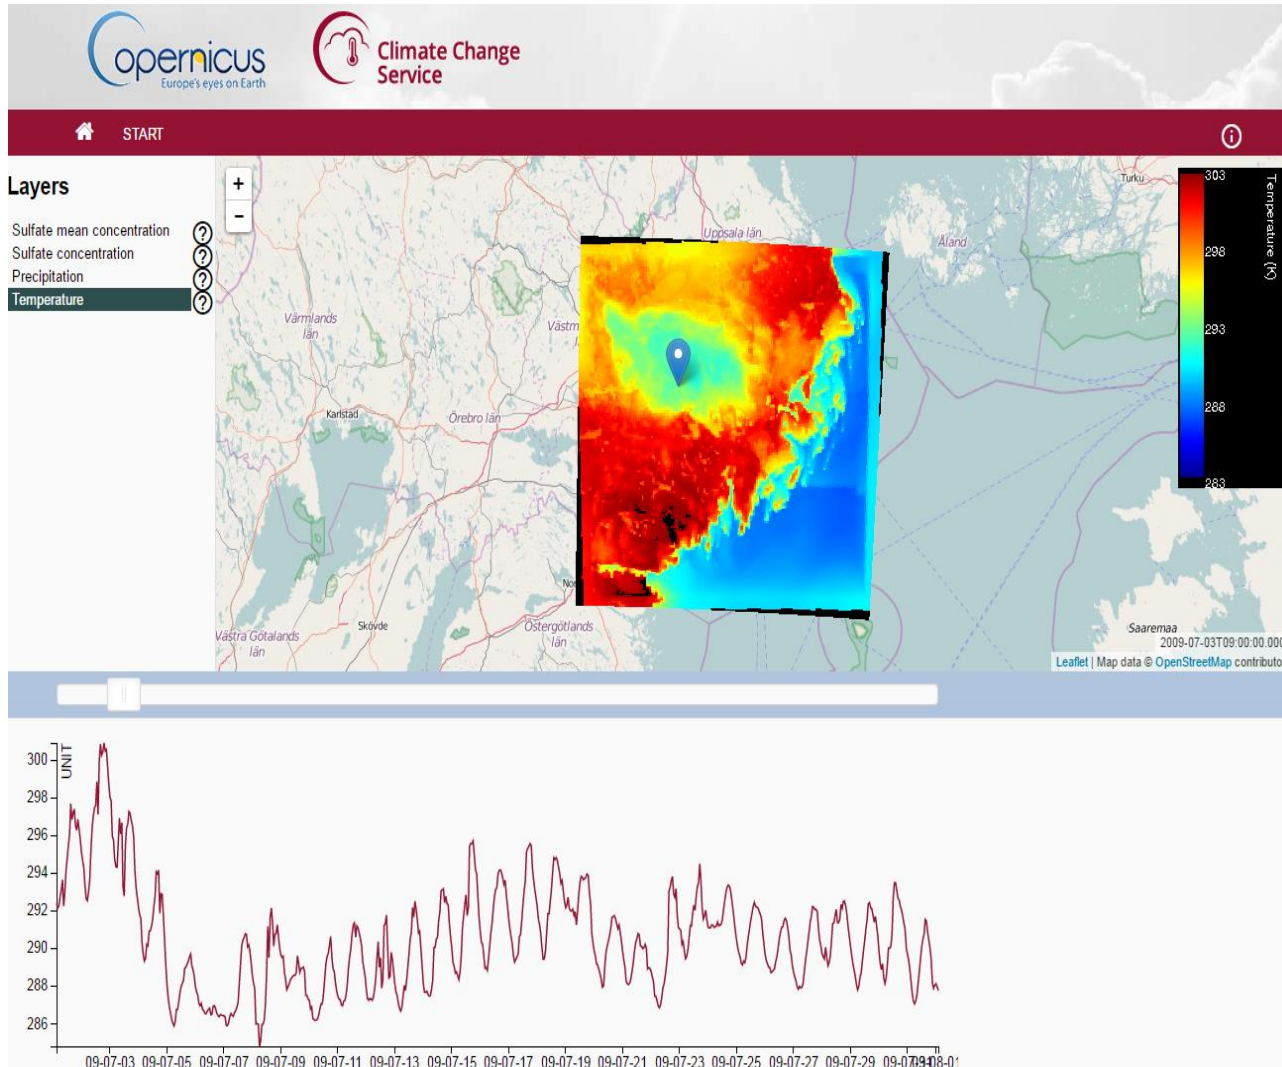 opernicus
Europe's eyes on Earth
Climate Change
Service
START
Layers
Sulfate mean concentration ?
Sulfate concentration ?
Precipitation ?
Temperature ?
+
−
Uppsala län
Åland
Turku
Värmlands
län
Västm
Karlstad
Örebro län
Skövde
Västra Götalands
län
Östergötlands
län
Saaremaa
303
298
293
288
283
Temperature (K)
2009-07-03T09:00:00.000
Leaflet | Map data © OpenStreetMap contributo
UNIT
300
298
296
294
292
290
288
286
09-07-03 09-07-05 09-07-07 09-07-09 09-07-11 09-07-13 09-07-15 09-07-17 09-07-19 09-07-21 09-07-23 09-07-25 09-07-27 09-07-29